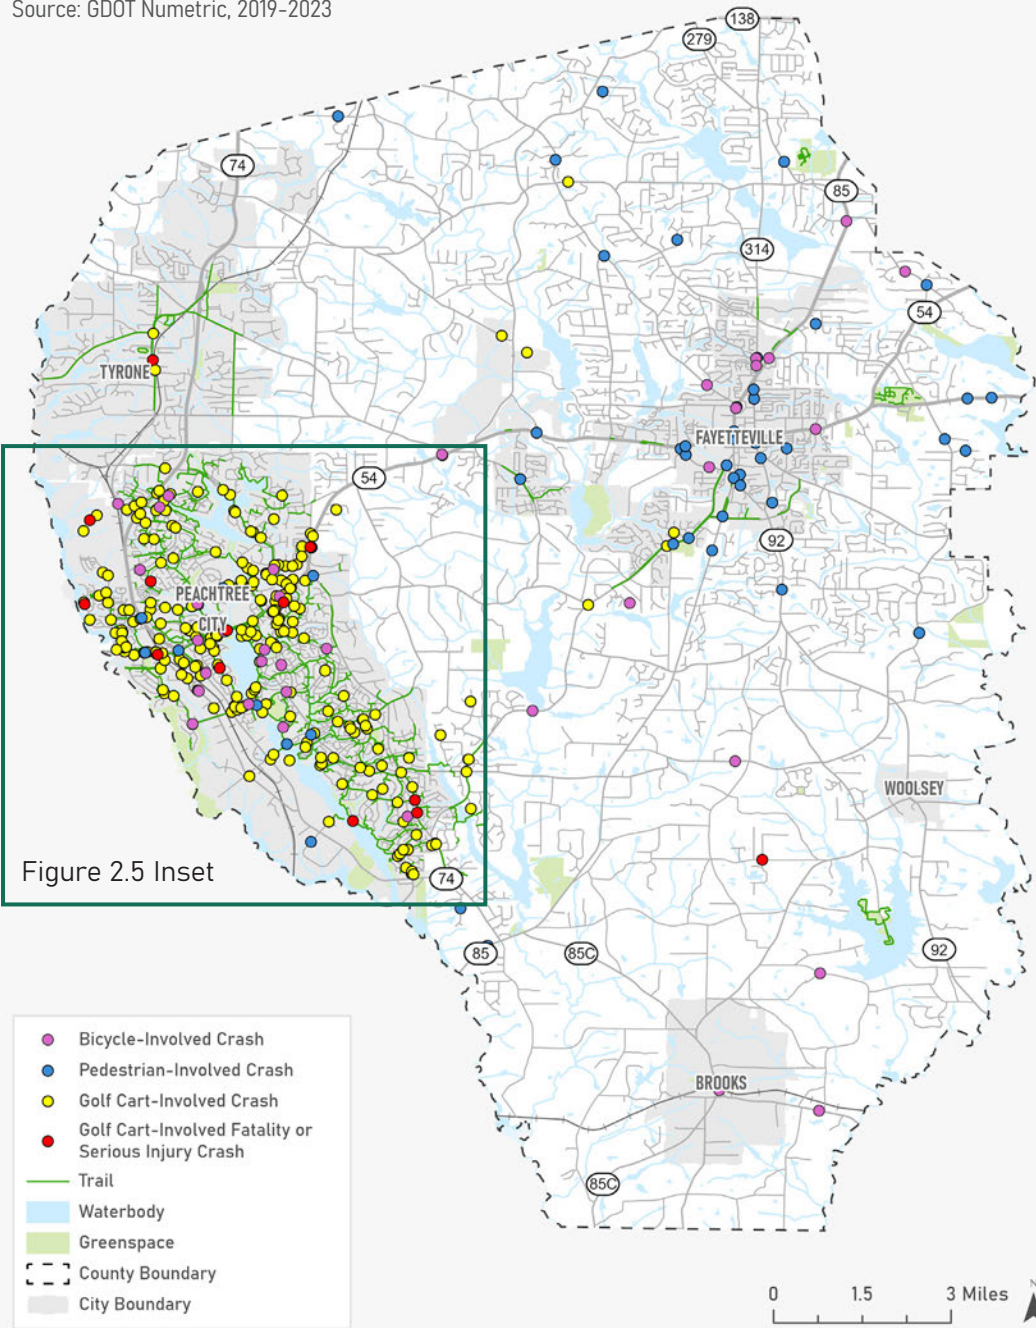 Source: GDOT Numetric, 2019-2023
138
279
74
85
314
54
TYRONE
FAYETTEVILLE
54
92
PEACHTREE
CITY
WOOLSEY
Figure 2.5 Inset
74
85
85C
92
BROOKS
85C
Bicycle-Involved Crash
Pedestrian-Involved Crash
Golf Cart-Involved Crash
Golf Cart-Involved Fatality or
Serious Injury Crash
Trail
Waterbody
Greenspace
County Boundary
City Boundary
0 1.5 3 Miles
N